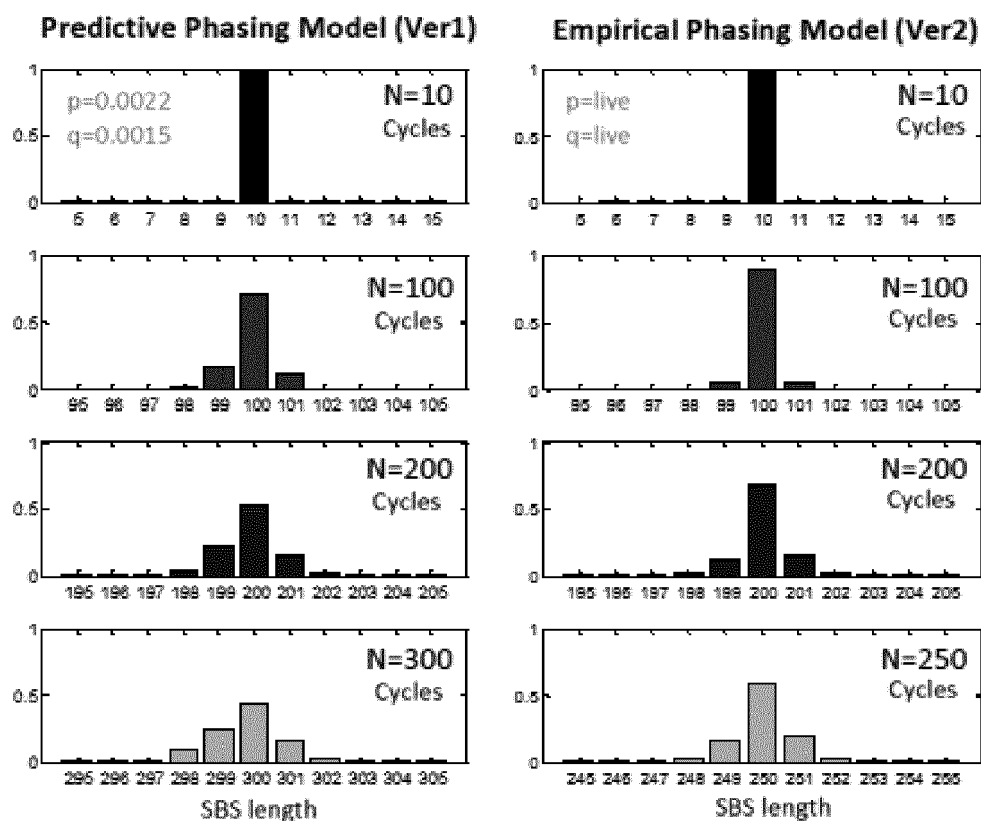 Predictive Phasing Model (Ver1)
Empirical Phasing Model (Ver2)
1
0.5
0
p=0.0022
q=0.0015
N=10
Cycles
5 6 7 8 9 10 11 12 13 14 15
1
0.5
0
p=live
q=live
N=10
Cycles
5 6 7 8 9 10 11 12 13 14 15
1
0.5
0
N=100
Cycles
95 96 97 98 99 100 101 102 103 104 105
1
0.5
0
N=100
Cycles
95 96 97 98 99 100 101 102 103 104 105
1
0.5
0
N=200
Cycles
195 196 197 198 199 200 201 202 203 204 205
1
0.5
0
N=200
Cycles
195 196 197 198 199 200 201 202 203 204 205
1
0.5
0
N=300
Cycles
295 296 297 298 299 300 301 302 303 304 305
SBS length
1
0.5
0
N=250
Cycles
245 246 247 248 249 250 251 252 253 254 255
SBS length